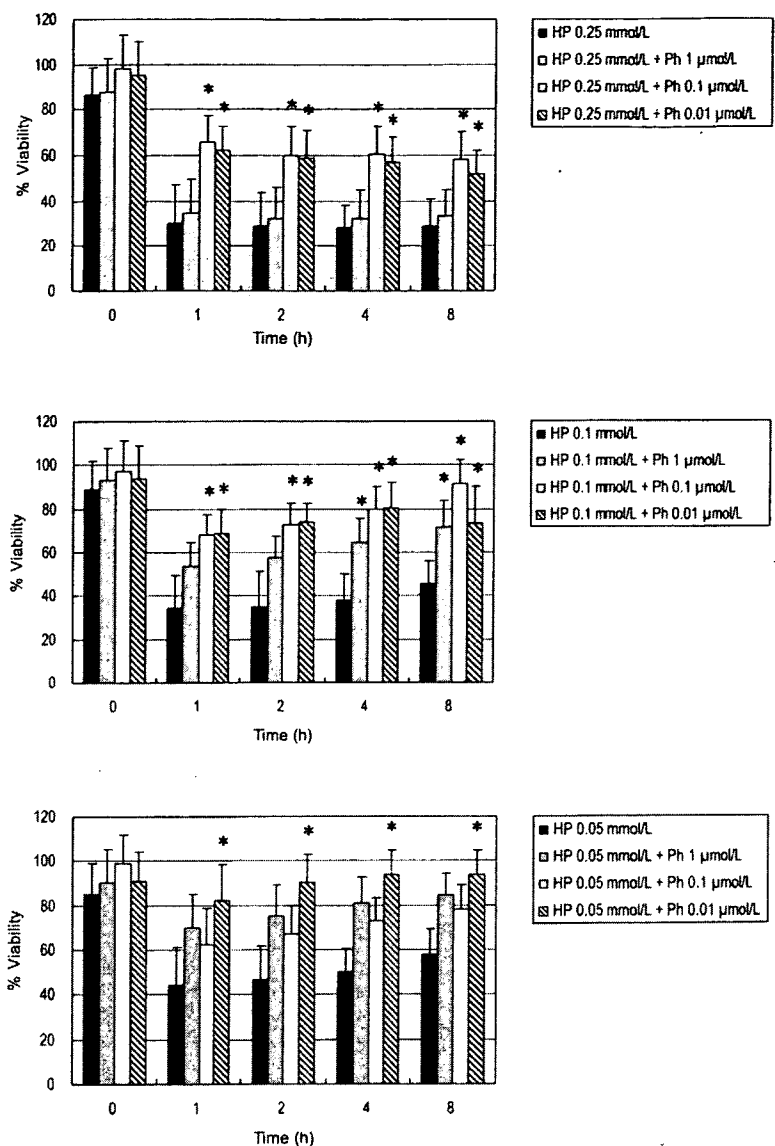 120
100
80
60
40
20
0
% Viability
* * * * * * * *
0 1 2 4 8
Time (h)
HP 0.25 mmol/L
HP 0.25 mmol/L + Ph 1 µmol/L
HP 0.25 mmol/L + Ph 0.1 µmol/L
HP 0.25 mmol/L + Ph 0.01 µmol/L
120
100
80
60
40
20
0
% Viability
* * * * * * * * * *
0 1 2 4 8
Time (h)
HP 0.1 mmol/L
HP 0.1 mmol/L + Ph 1 µmol/L
HP 0.1 mmol/L + Ph 0.1 µmol/L
HP 0.1 mmol/L + Ph 0.01 µmol/L
120
100
80
60
40
20
0
% Viability
* * * *
0 1 2 4 8
Time (h)
HP 0.05 mmol/L
HP 0.05 mmol/L + Ph 1 µmol/L
HP 0.05 mmol/L + Ph 0.1 µmol/L
HP 0.05 mmol/L + Ph 0.01 µmol/L